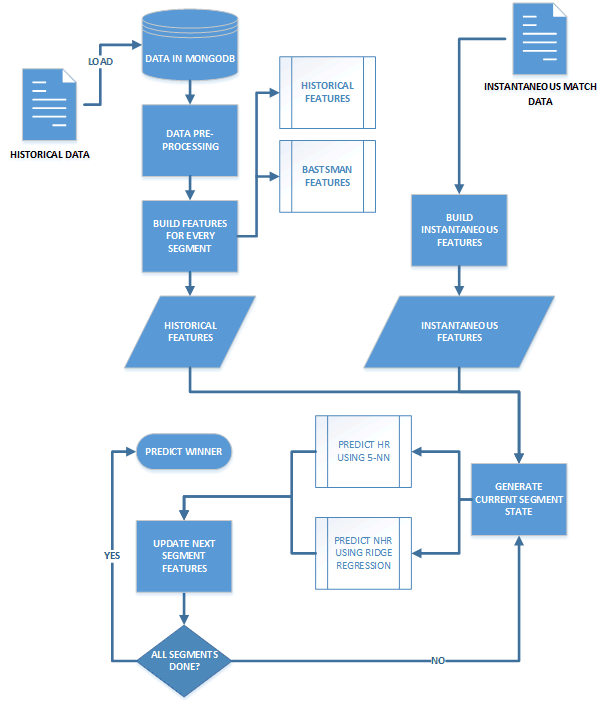 LOAD
DATA IN MONGODB
HISTORICAL DATA
INSTANTANEOUS MATCH
DATA
HISTORICAL
FEATURES
DATA PRE-
PROCESSING
BASTSMAN
FEATURES
BUILD FEATURES
FOR EVERY
SEGMENT
BUILD
INSTANTANEOUS
FEATURES
HISTORICAL
FEATURES
INSTANTANEOUS
FEATURES
PREDICT WINNER
PREDICT HR
USING 5-NN
GENERATE
CURRENT SEGMENT
STATE
UPDATE NEXT
SEGMENT
FEATURES
PREDICT NHR
USING RIDGE
REGRESSION
YES
ALL SEGMENTS
DONE?
NO